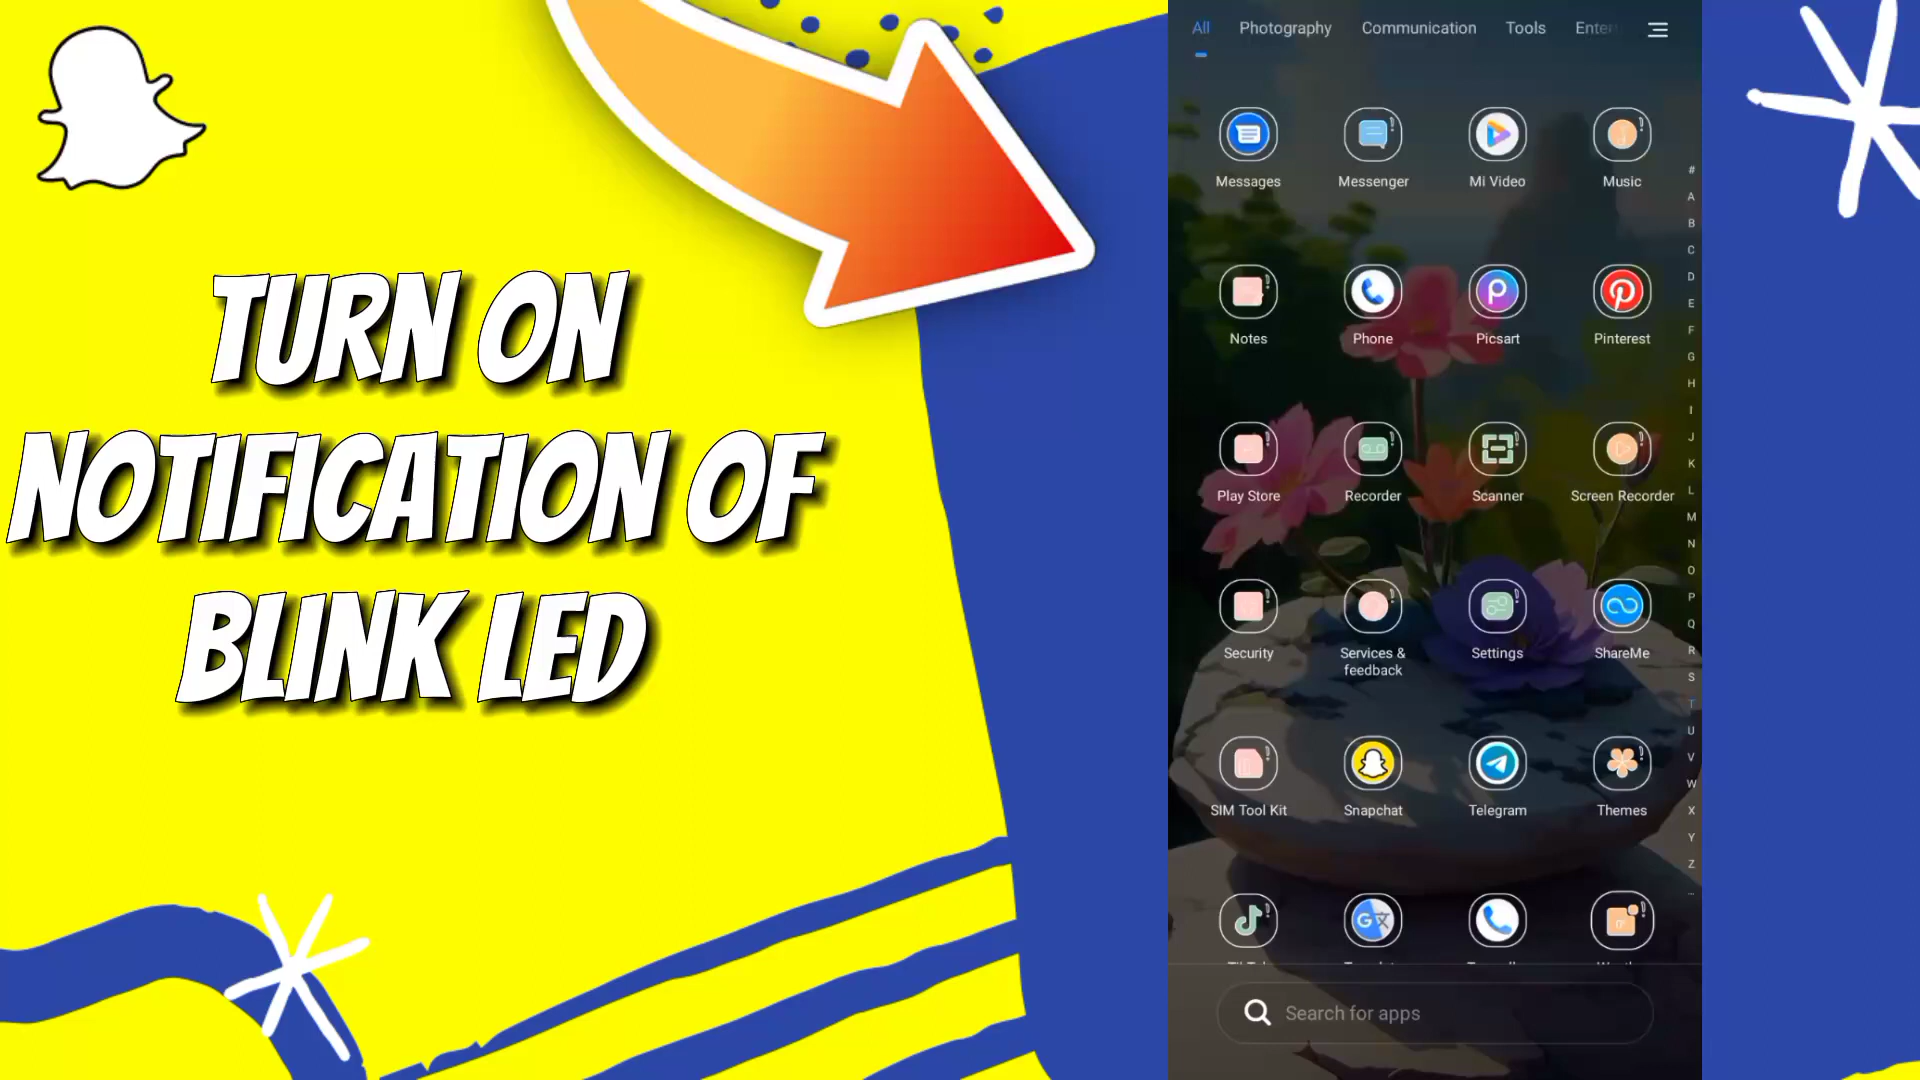 TURN ON
NOTIFICATION OF
BLINK LED
All Photography Communication Tools
Messages Messenger Mi Video Music
Notes Phone Picsart Pinterest
Play Store Recorder Scanner Screen Recorder
Security Services & feedback Settings ShareMe
SIM Tool Kit Snapchat Telegram Themes
Search for apps
#
A
B
C
D
E
F
G
H
I
J
K
L
M
N
O
P
Q
R
S
T
U
V
W
X
Y
Z